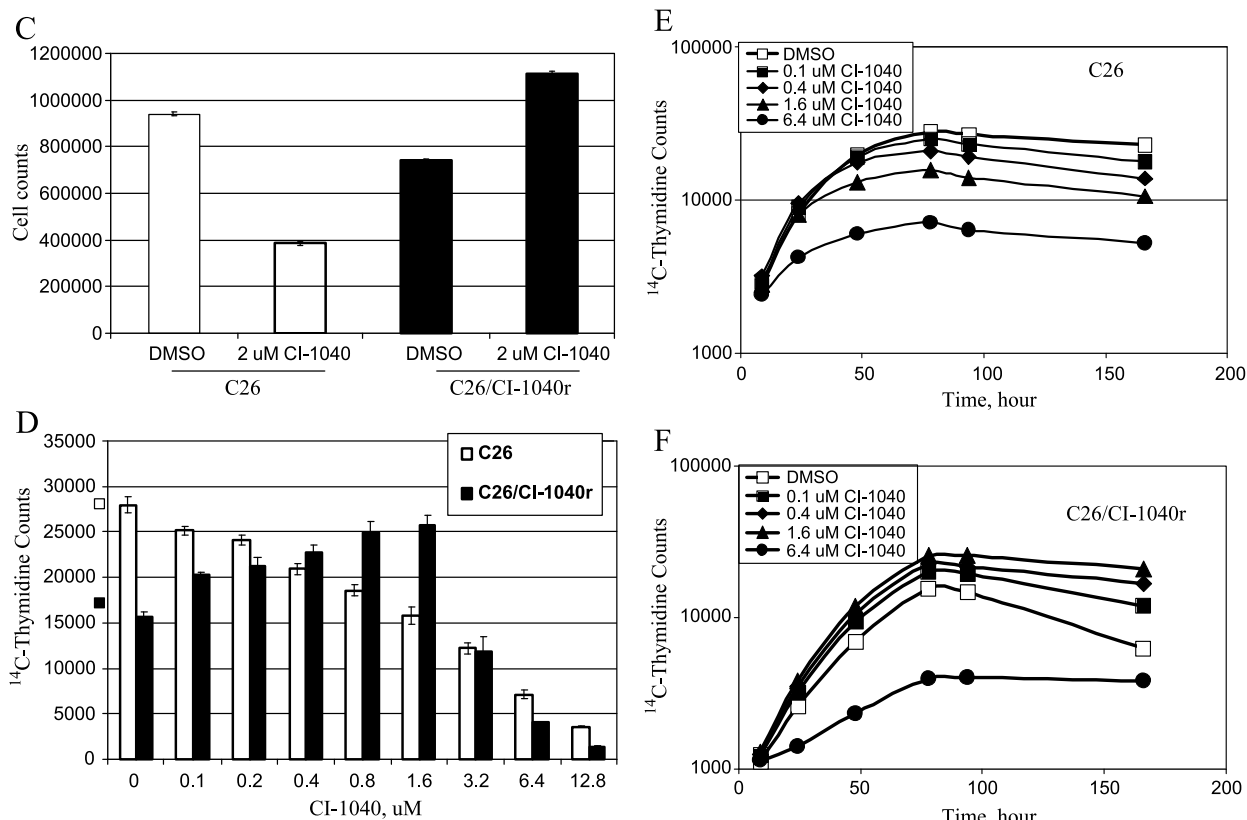 C
1200000
1000000
800000
600000
400000
200000
0
Cell counts
DMSO 2 uM CI-1040 DMSO 2 uM CI-1040
C26 C26/CI-1040r
D
35000
30000
25000
20000
15000
10000
5000
0
14C-Thymidine Counts
C26
C26/CI-1040r
0 0.1 0.2 0.4 0.8 1.6 3.2 6.4 12.8
CI-1040, uM
E
100000
10000
1000
14C-Thymidine Counts
DMSO
0.1 uM CI-1040
0.4 uM CI-1040
1.6 uM CI-1040
6.4 uM CI-1040
C26
0 50 100 150 200
Time, hour
F
100000
10000
1000
14C-Thymidine Counts
DMSO
0.1 uM CI-1040
0.4 uM CI-1040
1.6 uM CI-1040
6.4 uM CI-1040
C26/CI-1040r
0 50 100 150 200
Time, hour